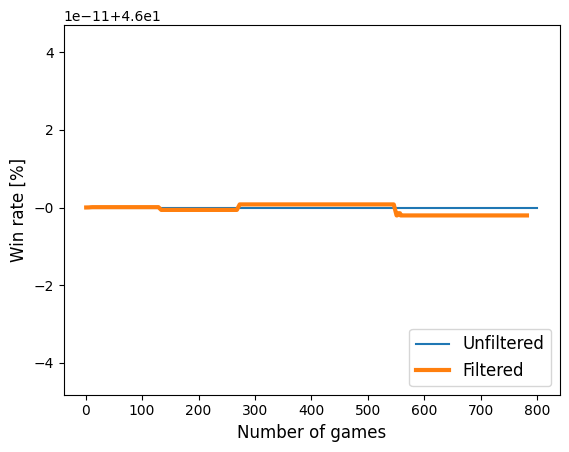 1e−11+4.6e1
4
2
−0
−2
−4
Win rate [%]
0 100 200 300 400 500 600 700 800
Number of games
Unfiltered
Filtered